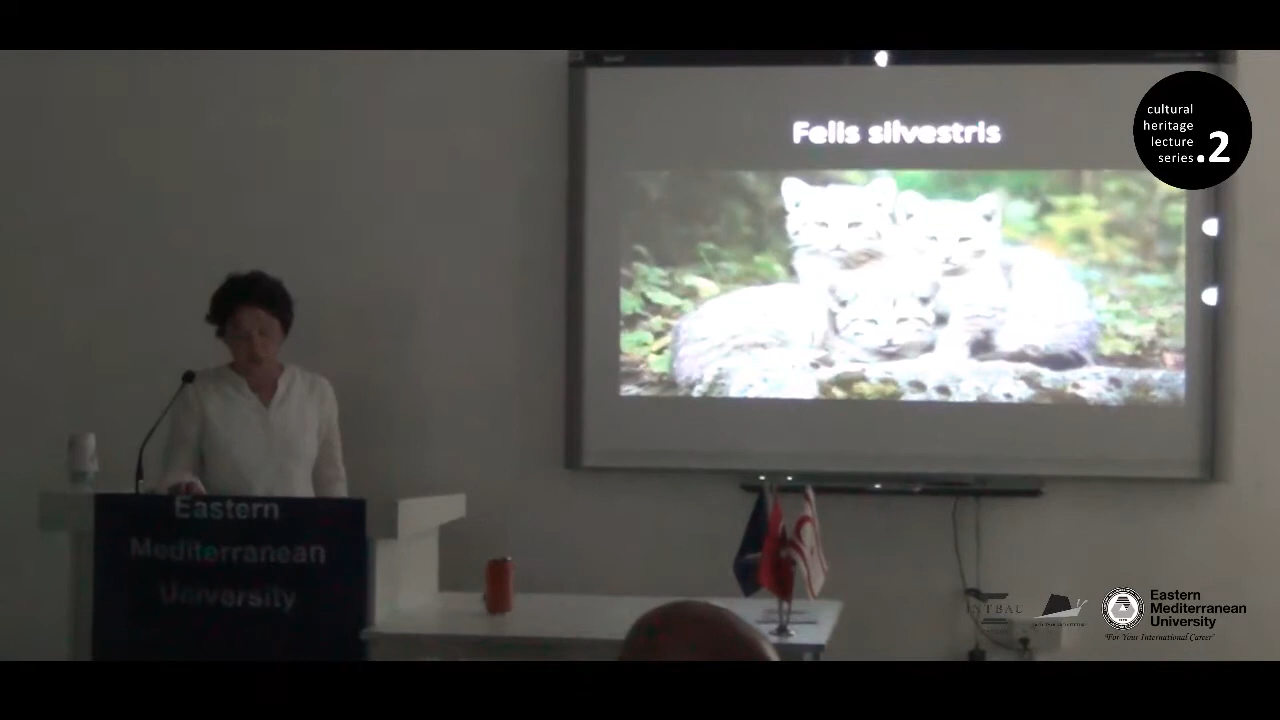 Felis silvestris
cultural
heritage
lecture
series.2
Eastern
Mediterranean
University
INTBAU
Eastern
Mediterranean
University
"For Your International Career"